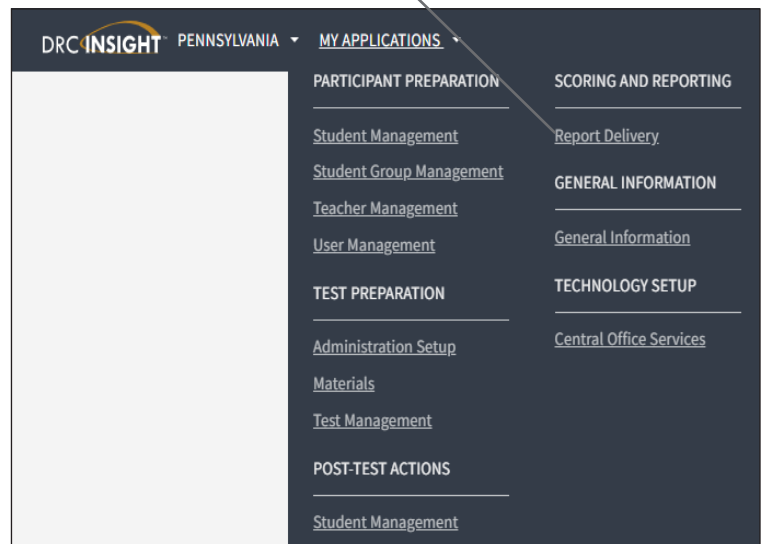 DRC INSIGHT PENNSYLVANIA MY APPLICATIONS
PARTICIPANT PREPARATION
Student Management
Student Group Management
Teacher Management
User Management
TEST PREPARATION
Administration Setup
Materials
Test Management
POST-TEST ACTIONS
Student Management
SCORING AND REPORTING
Report Delivery
GENERAL INFORMATION
General Information
TECHNOLOGY SETUP
Central Office Services